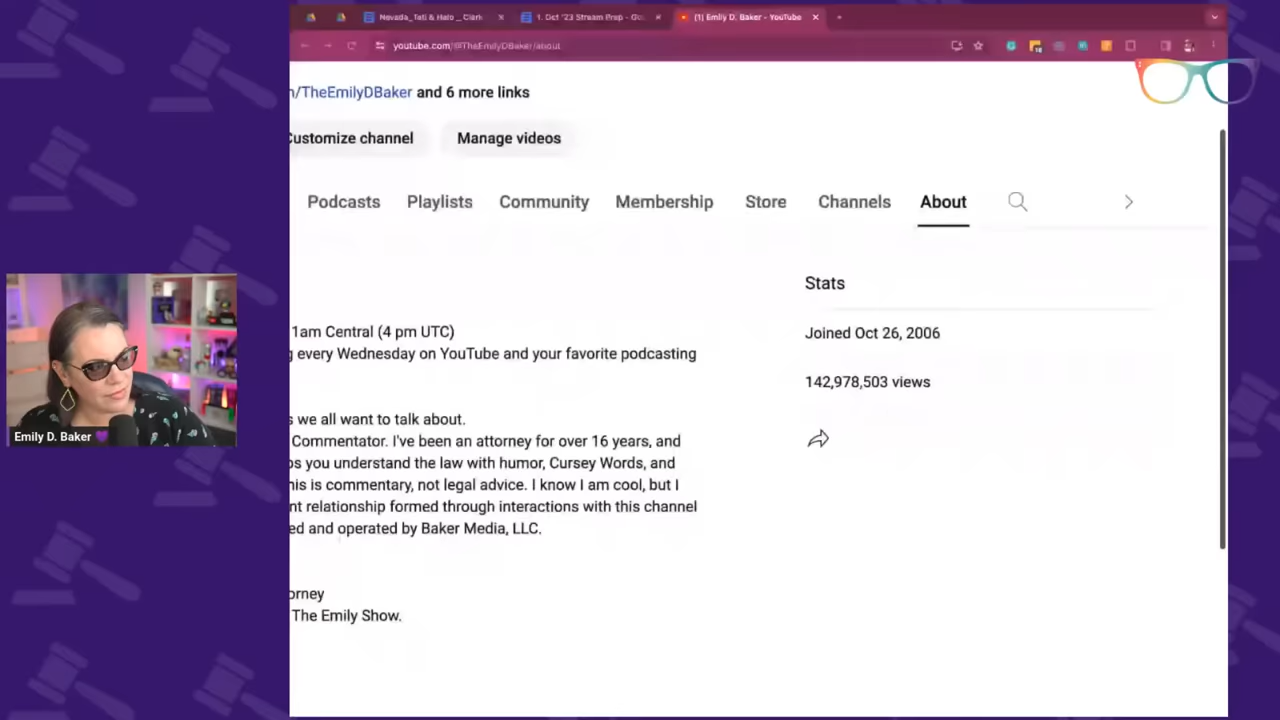 Nevada_Tati & Halo _ Clark
1. Oct '23 Stream Prep - Go
(1) Emily D. Baker - YouTube
youtube.com/@TheEmilyDBaker/about
n/TheEmilyDBaker and 6 more links
Customize channel Manage videos
Podcasts Playlists Community Membership Store Channels About
Stats
Joined Oct 26, 2006
142,978,503 views
1am Central (4 pm UTC)
g every Wednesday on YouTube and your favorite podcasting
s we all want to talk about.
Commentator. I've been an attorney for over 16 years, and
os you understand the law with humor, Cursey Words, and
his is commentary, not legal advice. I know I am cool, but I
nt relationship formed through interactions with this channel
ed and operated by Baker Media, LLC.
orney
The Emily Show.
Emily D. Baker 💜